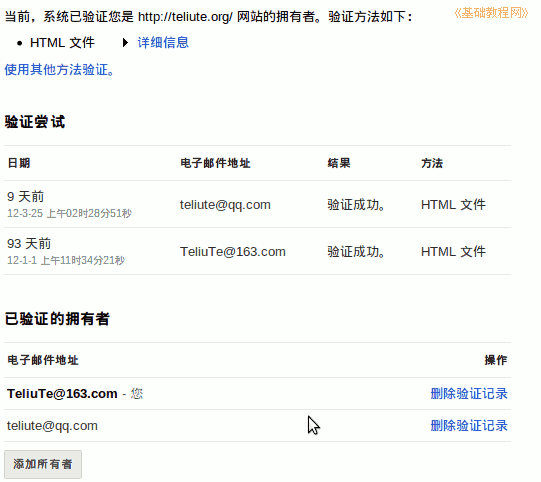 当前，系统已验证您是 http://teliute.org/ 网站的拥有者。验证方法如下：
《基础教程网》
HTML 文件 详细信息
使用其他方法验证。
验证尝试
日期 电子邮件地址 结果 方法
9 天前
12-3-25 上午02时28分51秒
teliute@qq.com 验证成功。 HTML 文件
93 天前
12-1-1 上午11时34分21秒
TeliuTe@163.com 验证成功。 HTML 文件
已验证的拥有者
电子邮件地址 操作
TeliuTe@163.com - 您 删除验证记录
teliute@qq.com 删除验证记录
添加所有者